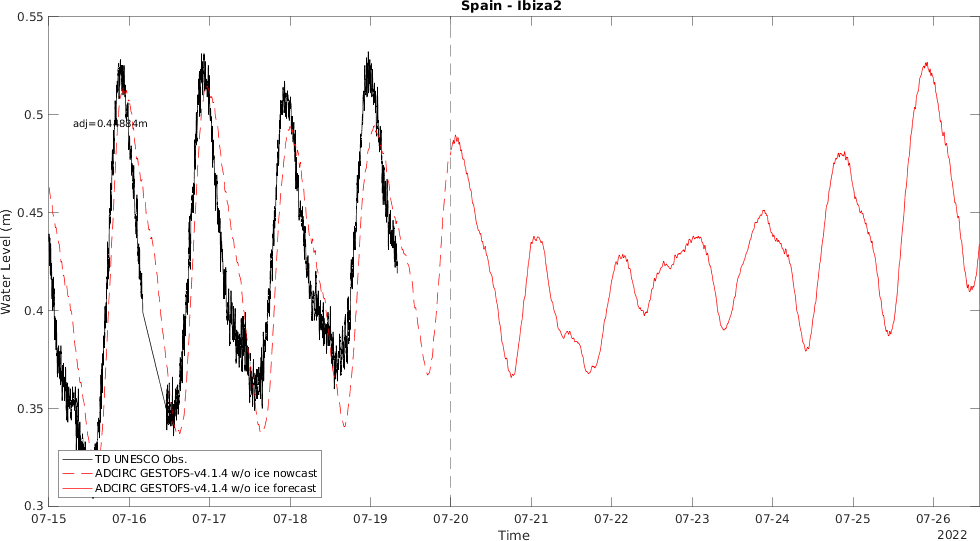 Spain - Ibiza2
0.55
0.5
0.45
0.4
0.35
0.3
Water Level (m)
TD UNESCO Obs.
ADCIRC GESTOFS-v4.1.4 w/o ice nowcast
ADCIRC GESTOFS-v4.1.4 w/o ice forecast
07-15 07-16 07-17 07-18 07-19 07-20 07-21 07-22 07-23 07-24 07-25 07-26
Time
2022